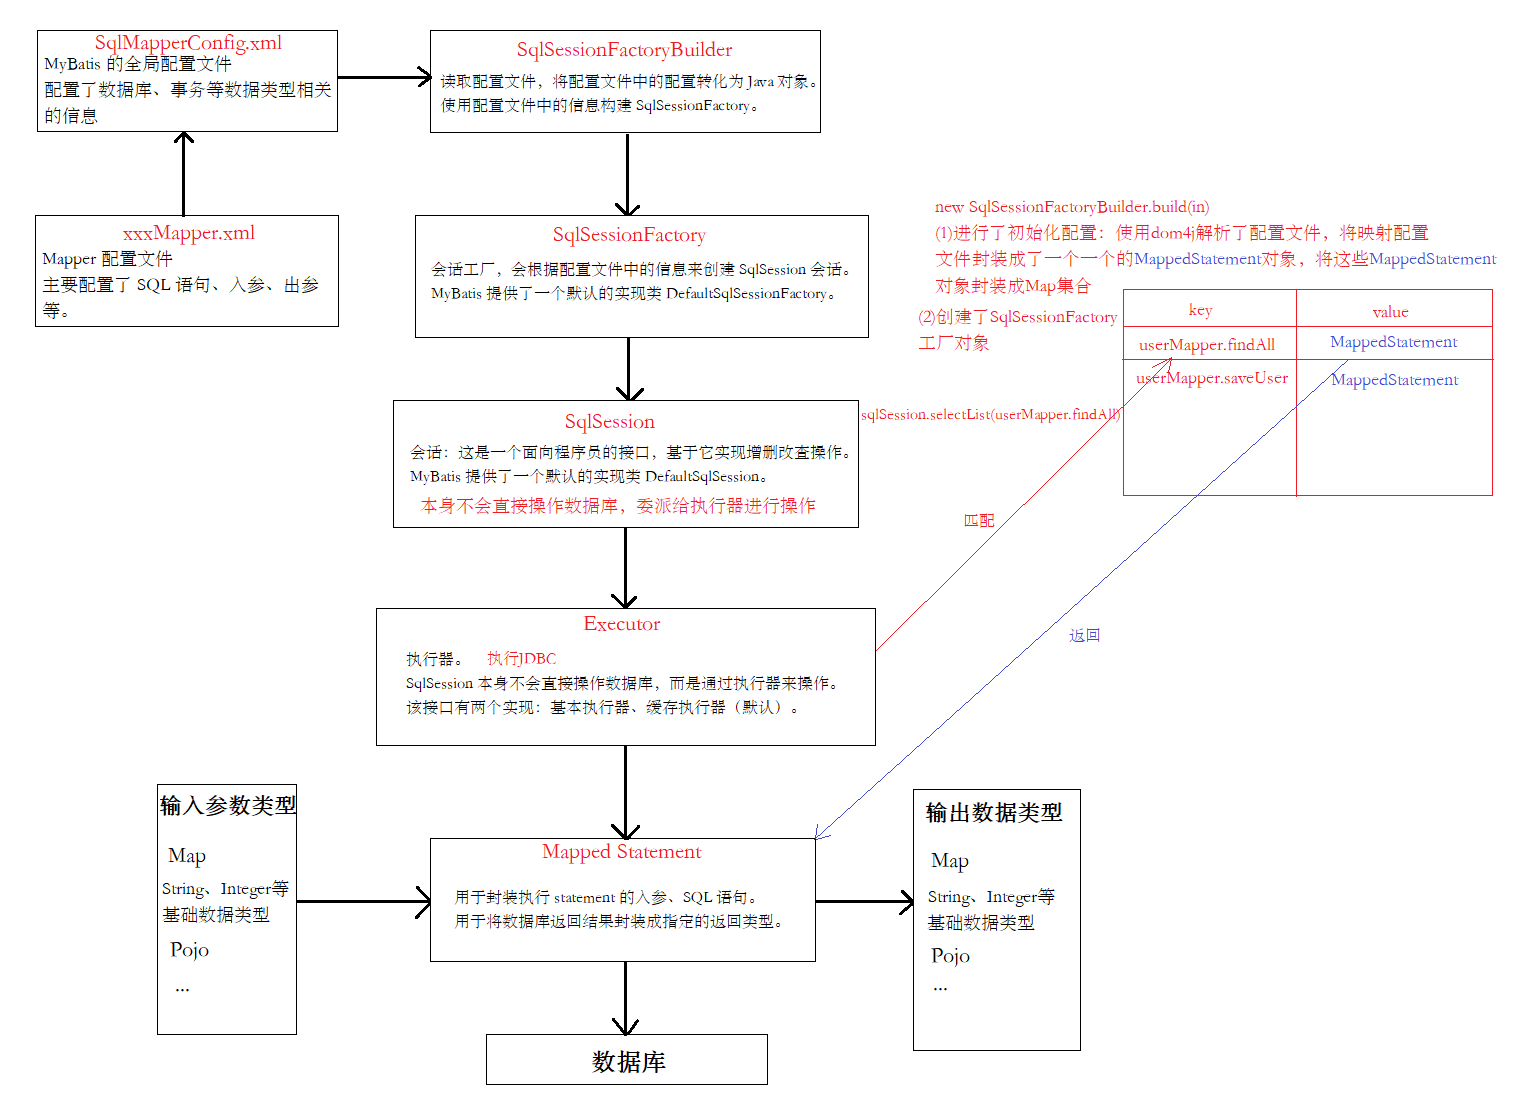 SqlMapperConfig.xml
MyBatis 的全局配置文件
配置了数据库、事务等数据类型相关
的信息
SqlSessionFactoryBuilder
读取配置文件，将配置文件中的配置转化为 Java 对象。
使用配置文件中的信息构建 SqlSessionFactory。
xxxMapper.xml
Mapper 配置文件
主要配置了 SQL 语句、入参、出参
等。
SqlSessionFactory
会话工厂，会根据配置文件中的信息来创建 SqlSession 会话。
MyBatis 提供了一个默认的实现类 DefaultSqlSessionFactory。
new SqlSessionFactoryBuilder.build(in)
(1)进行了初始化配置：使用dom4j解析了配置文件，将映射配置
文件封装成了一个一个的MappedStatement对象，将这些MappedStatement
对象封装成Map集合
(2)创建了SqlSessionFactory
工厂对象
key
value
userMapper.findAll
MappedStatement
userMapper.saveUser
MappedStatement
sqlSession.selectList(userMapper.findAll)
SqlSession
会话：这是一个面向程序员的接口，基于它实现增删改查操作。
MyBatis 提供了一个默认的实现类 DefaultSqlSession。
本身不会直接操作数据库，委派给执行器进行操作
匹配
返回
Executor
执行器。 执行JDBC
SqlSession 本身不会直接操作数据库，而是通过执行器来操作。
该接口有两个实现：基本执行器、缓存执行器（默认）。
输入参数类型
Map
String、Integer等
基础数据类型
Pojo
...
Mapped Statement
用于封装执行 statement 的入参、SQL 语句。
用于将数据库返回结果封装成指定的返回类型。
输出数据类型
Map
String、Integer等
基础数据类型
Pojo
...
数据库